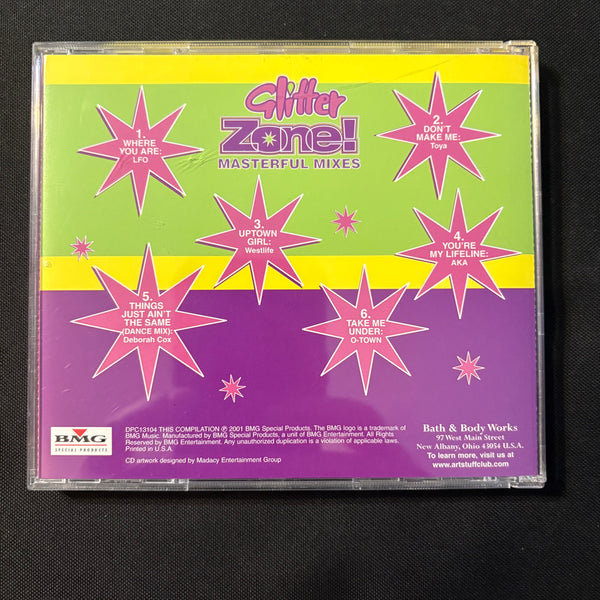 Glitter
Zone!
MASTERFUL MIXES
1.
WHERE
YOU ARE:
LFO
2.
DON'T
MAKE ME:
Toya
3.
UPTOWN
GIRL:
Westlife
4.
YOU'RE
MY LIFELINE:
AKA
5.
THINGS
JUST AIN'T
THE SAME
(DANCE MIX):
Deborah Cox
6.
TAKE ME
UNDER:
O-TOWN
BMG
SPECIAL PRODUCTS
DPC13104 THIS COMPILATION ℗ 2001 BMG Special Products. The BMG logo is a trademark of
BMG Music. Manufactured by BMG Special Products, a unit of BMG Entertainment. All Rights
Reserved by BMG Entertainment. Any unauthorized duplication is a violation of applicable laws.
Printed in U.S.A.
CD artwork designed by Madacy Entertainment Group
Bath & Body Works
97 West Main Street
New Albany, Ohio 43054 U.S.A.
To learn more, visit us at
www.artstuffclub.com